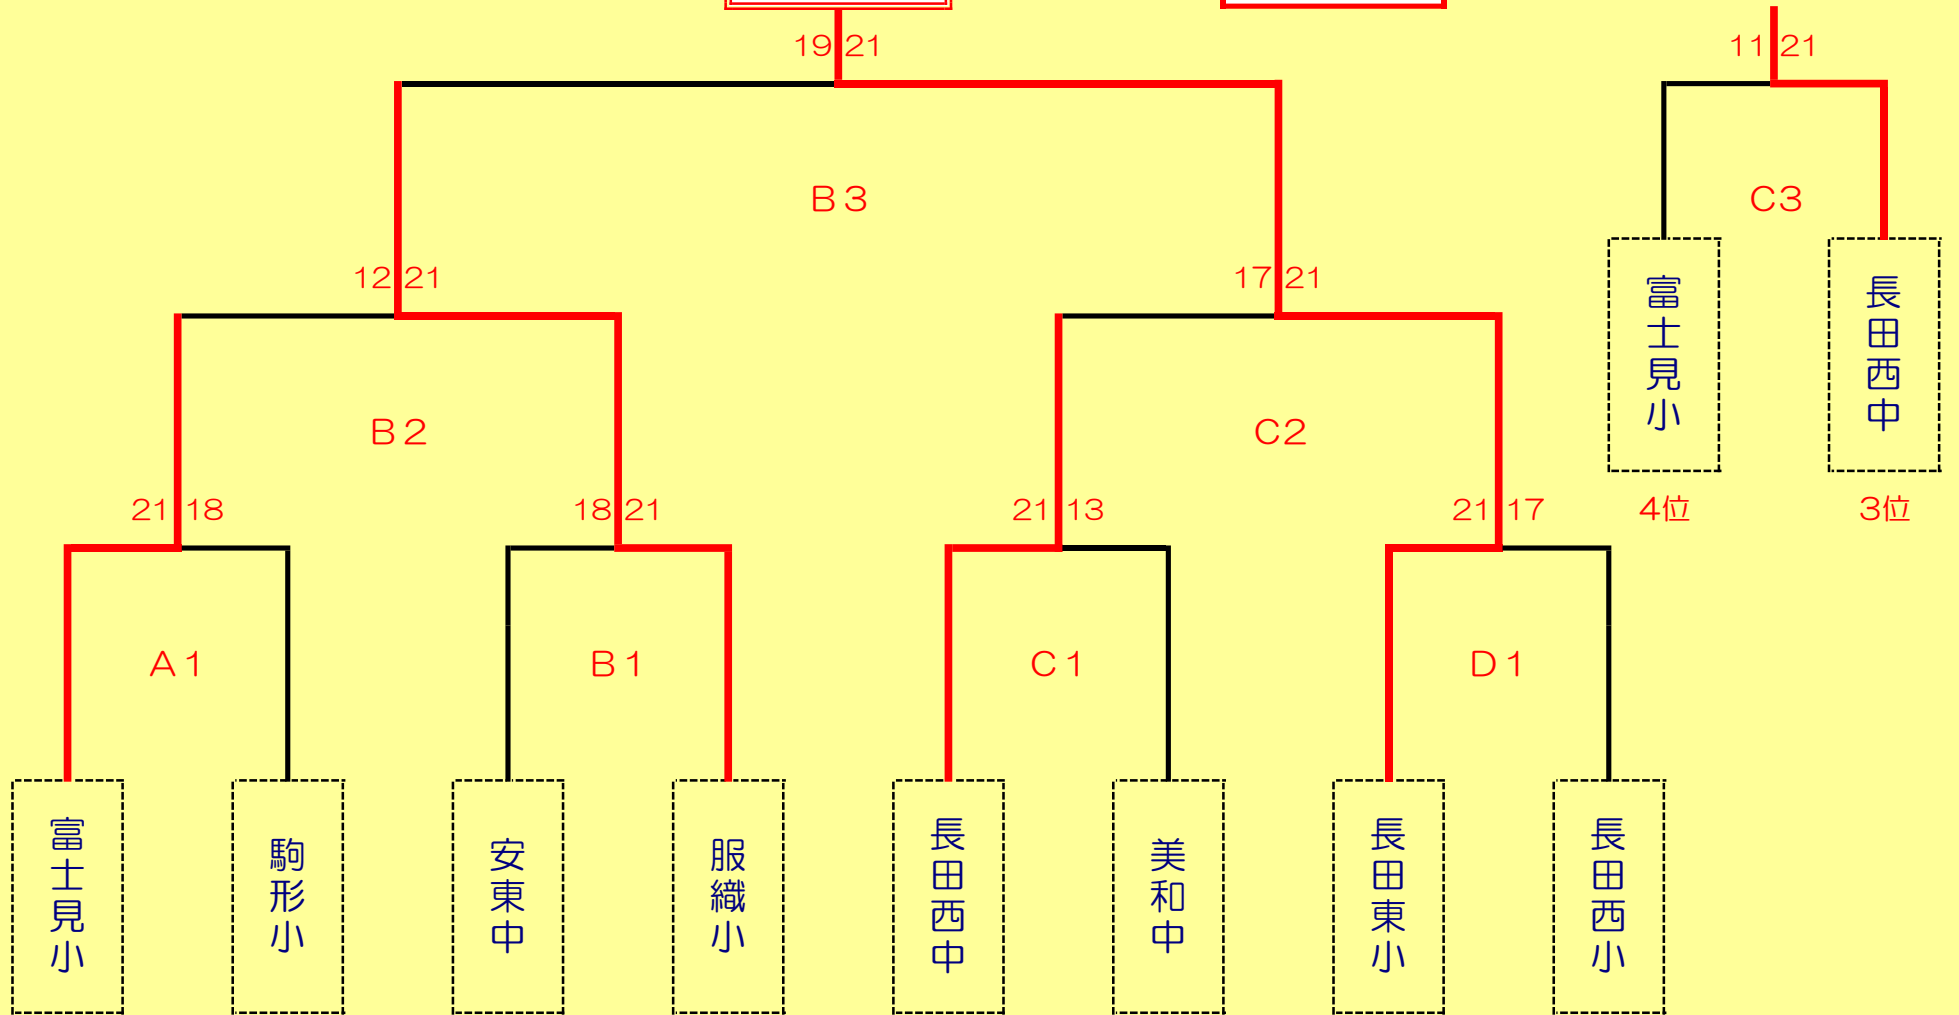 19 21
11 21
B3
C3
12 21
17 21
富士見小
長田西中
B2
C2
21 18
18 21
21 13
21 17
4位
3位
A1
B1
C1
D1
富士見小
駒形小
安東中
服織小
長田西中
美和中
長田東小
長田西小